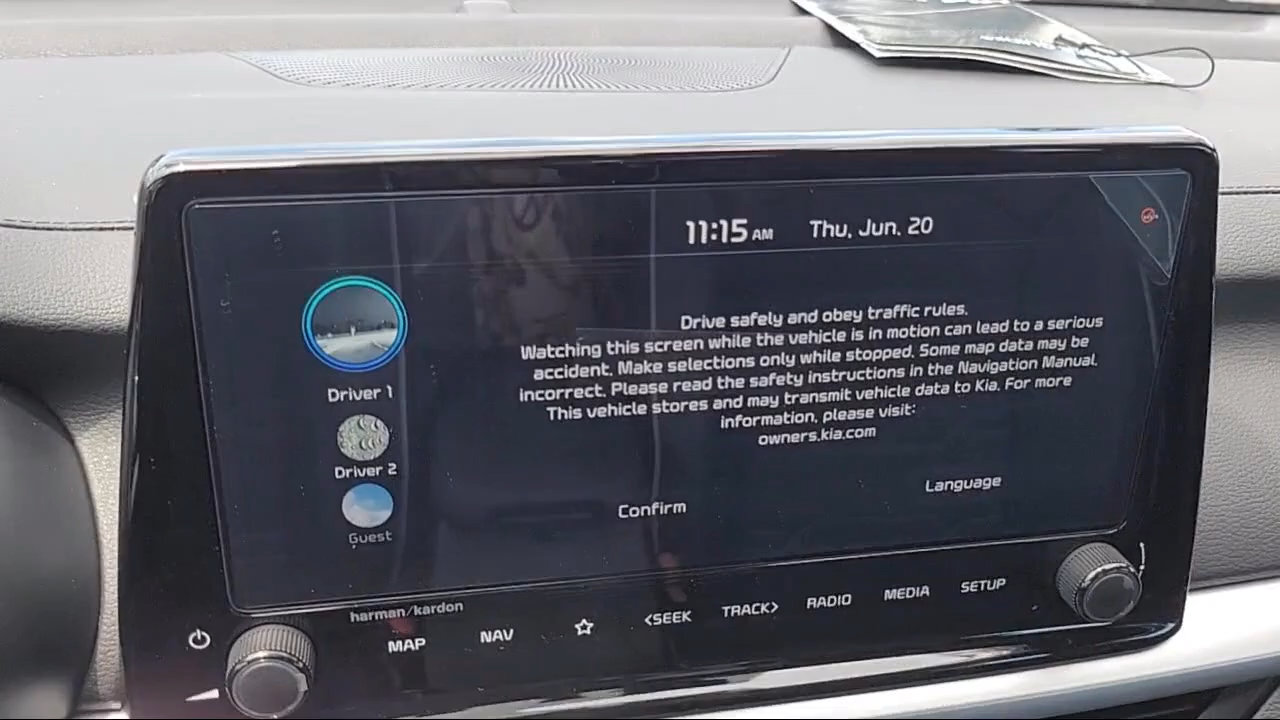 11:15 AM Thu, Jun. 20
Drive safely and obey traffic rules.
Watching this screen while the vehicle is in motion can lead to a serious
accident. Make selections only while stopped. Some map data may be
incorrect. Please read the safety instructions in the Navigation Manual.
This vehicle stores and may transmit vehicle data to Kia. For more
information, please visit:
owners.kia.com
Driver 1
Driver 2
Guest
Confirm
Language
harman/kardon
MAP NAV <SEEK TRACK> RADIO MEDIA SETUP